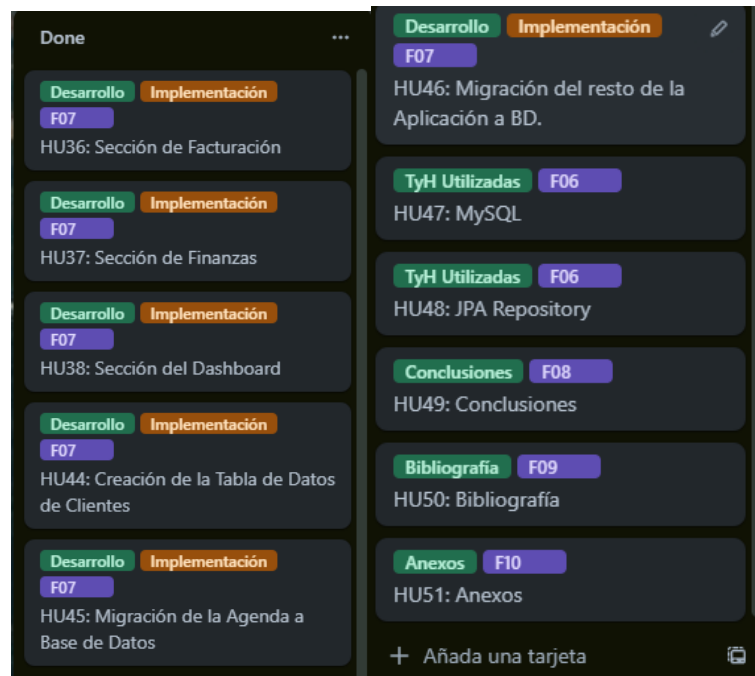 Done
Desarrollo Implementación
F07
HU36: Sección de Facturación
Desarrollo Implementación
F07
HU37: Sección de Finanzas
Desarrollo Implementación
F07
HU38: Sección del Dashboard
Desarrollo Implementación
F07
HU44: Creación de la Tabla de Datos
de Clientes
Desarrollo Implementación
F07
HU45: Migración de la Agenda a
Base de Datos
Desarrollo Implementación
F07
HU46: Migración del resto de la
Aplicación a BD.
TyH Utilizadas F06
HU47: MySQL
TyH Utilizadas F06
HU48: JPA Repository
Conclusiones F08
HU49: Conclusiones
Bibliografía F09
HU50: Bibliografía
Anexos F10
HU51: Anexos
Añada una tarjeta